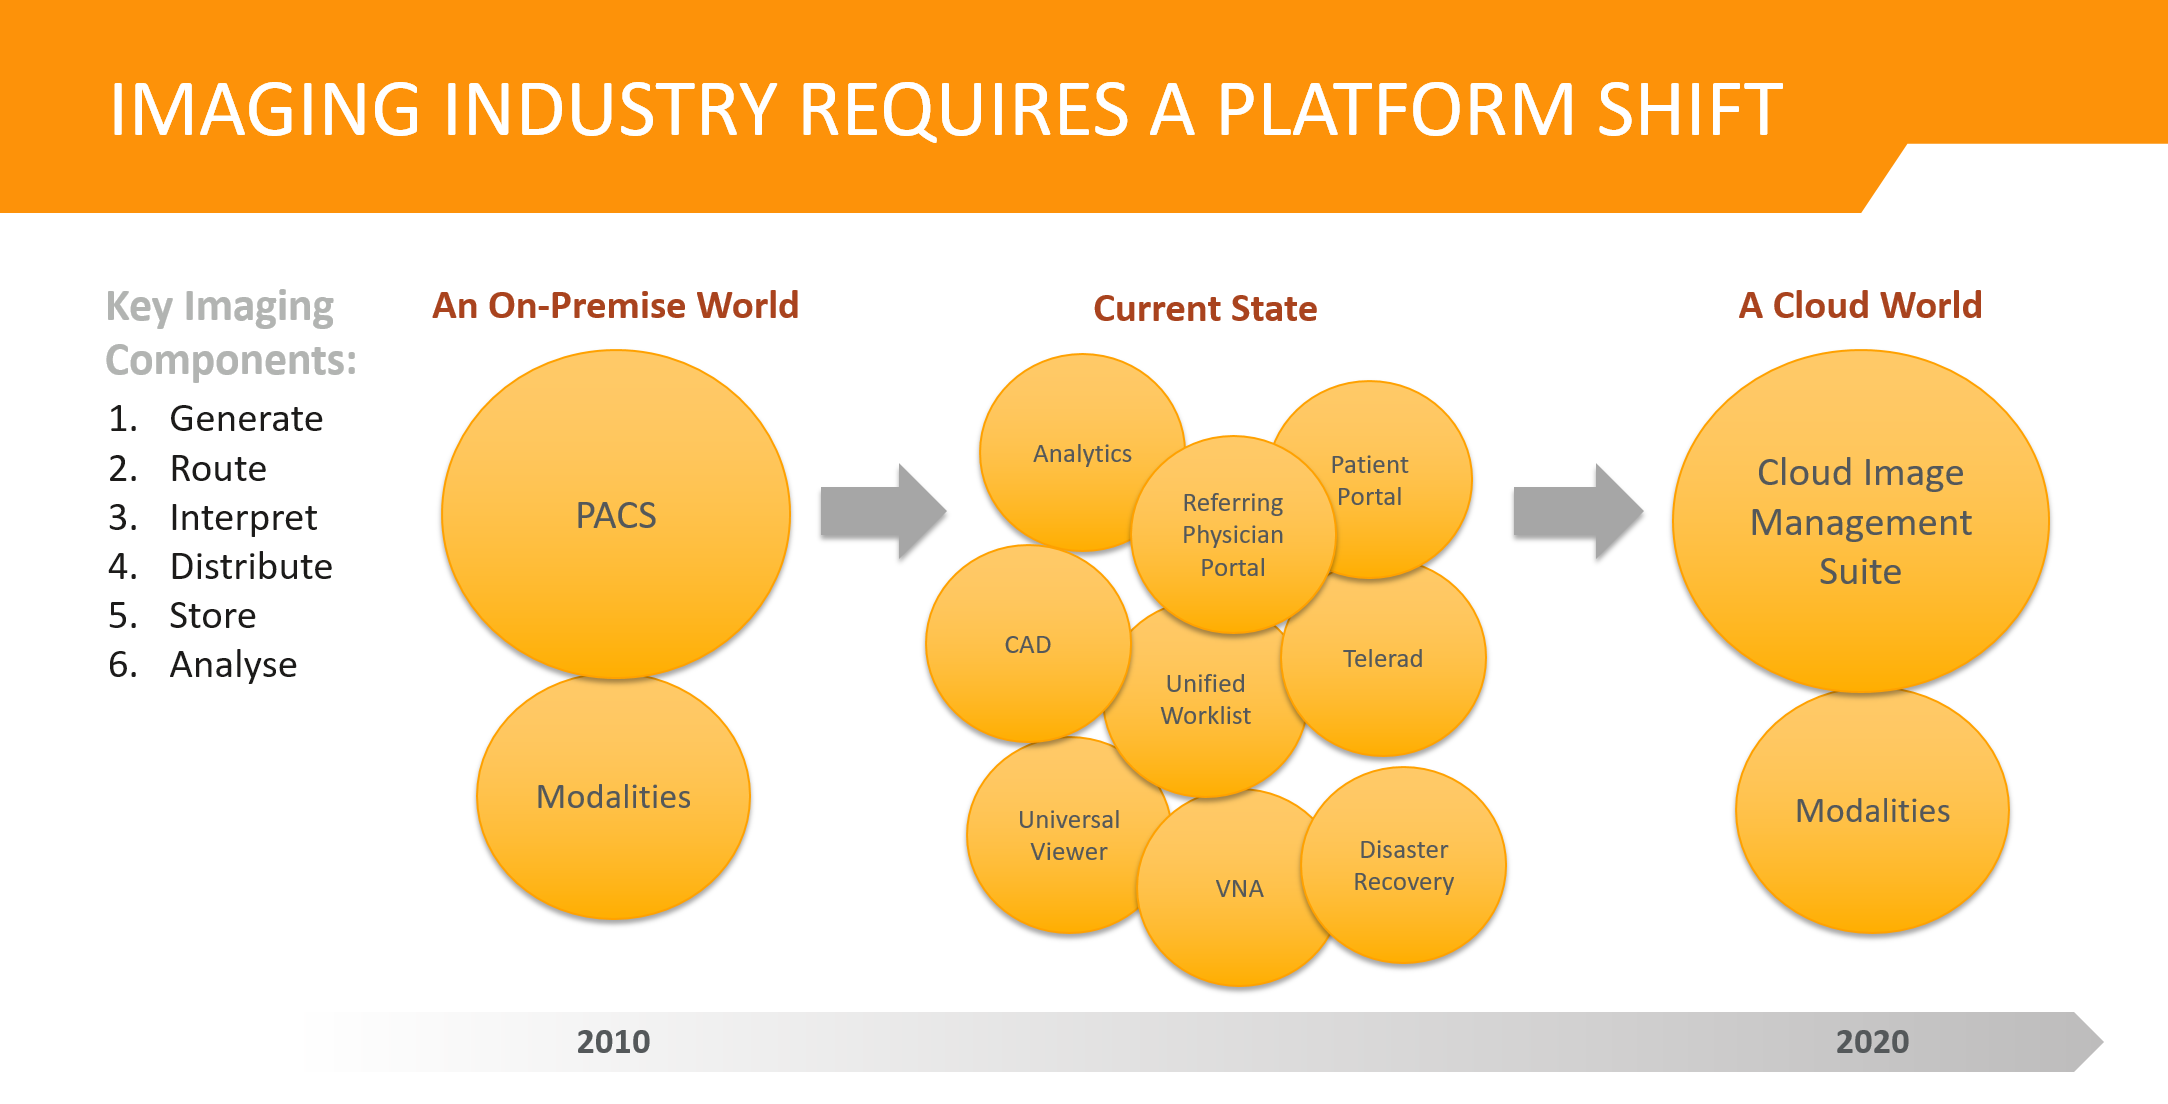 IMAGING INDUSTRY REQUIRES A PLATFORM SHIFT
Key Imaging
Components:
1. Generate
2. Route
3. Interpret
4. Distribute
5. Store
6. Analyse
An On-Premise World
PACS
Modalities
Current State
Analytics
Patient
Portal
Referring
Physician
Portal
CAD
Unified
Worklist
Telerad
Universal
Viewer
VNA
Disaster
Recovery
A Cloud World
Cloud Image
Management
Suite
Modalities
2010
2020